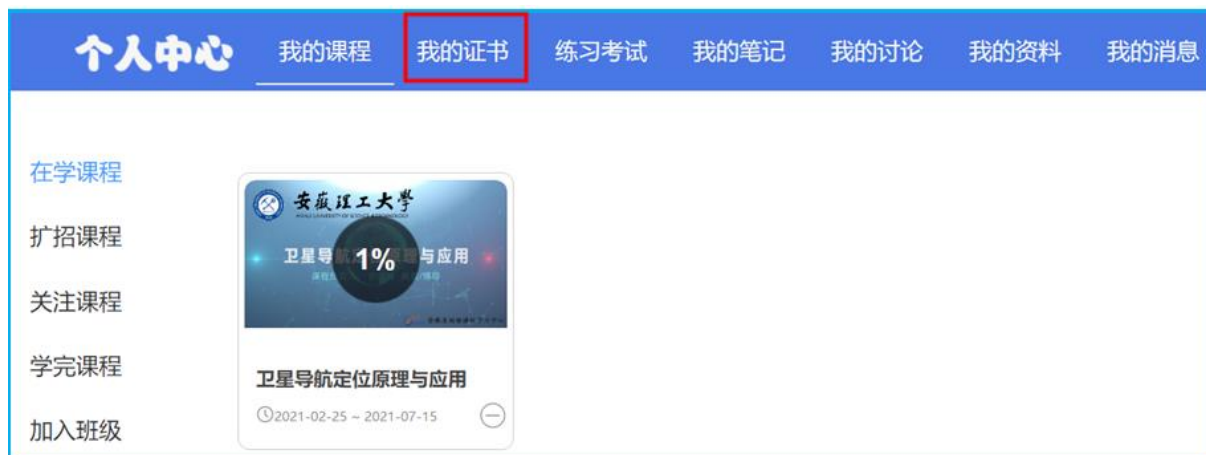 个人中心 我的课程 我的证书 练习考试 我的笔记 我的讨论 我的资料 我的消息
在学课程
扩招课程
关注课程
学完课程
加入班级
安徽理工大學
卫星导 与应用
1%
卫星导航定位原理与应用
2021-02-25 ~ 2021-07-15